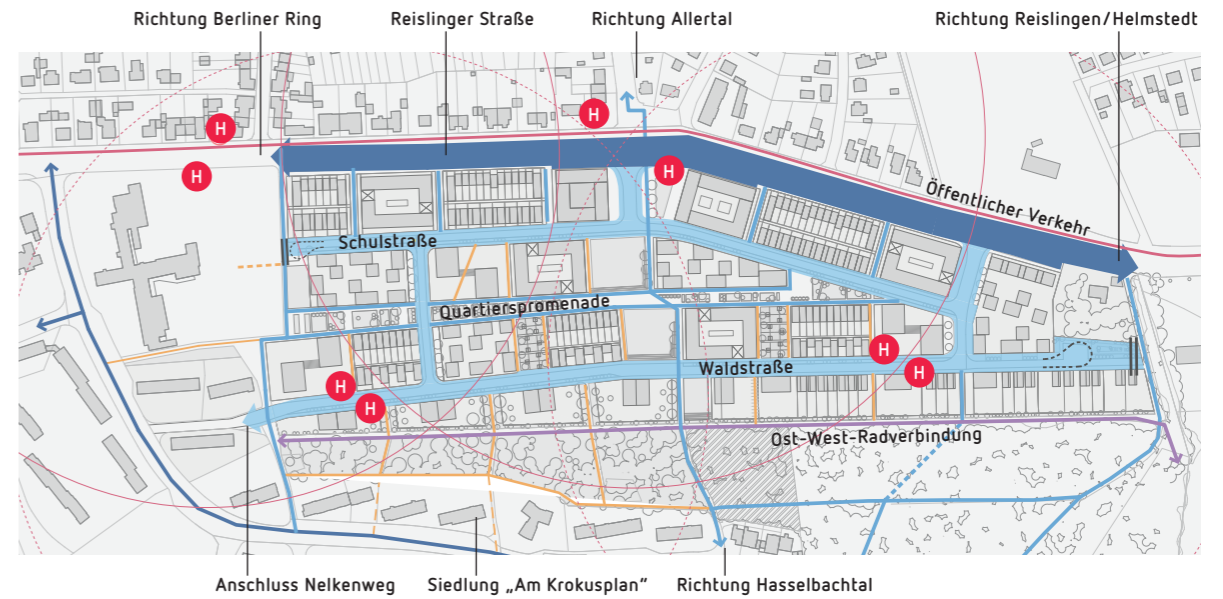 Richtung Berliner Ring
Reislinger Straße
Richtung Allertal
Richtung Reislingen/Helmstedt
H
H
H
H
Öffentlicher Verkehr
Schulstraße
Quartierspromenade
H
H
Waldstraße
H
H
Ost-West-Radverbindung
Anschluss Nelkenweg
Siedlung „Am Krokusplan“
Richtung Hasselbachtal